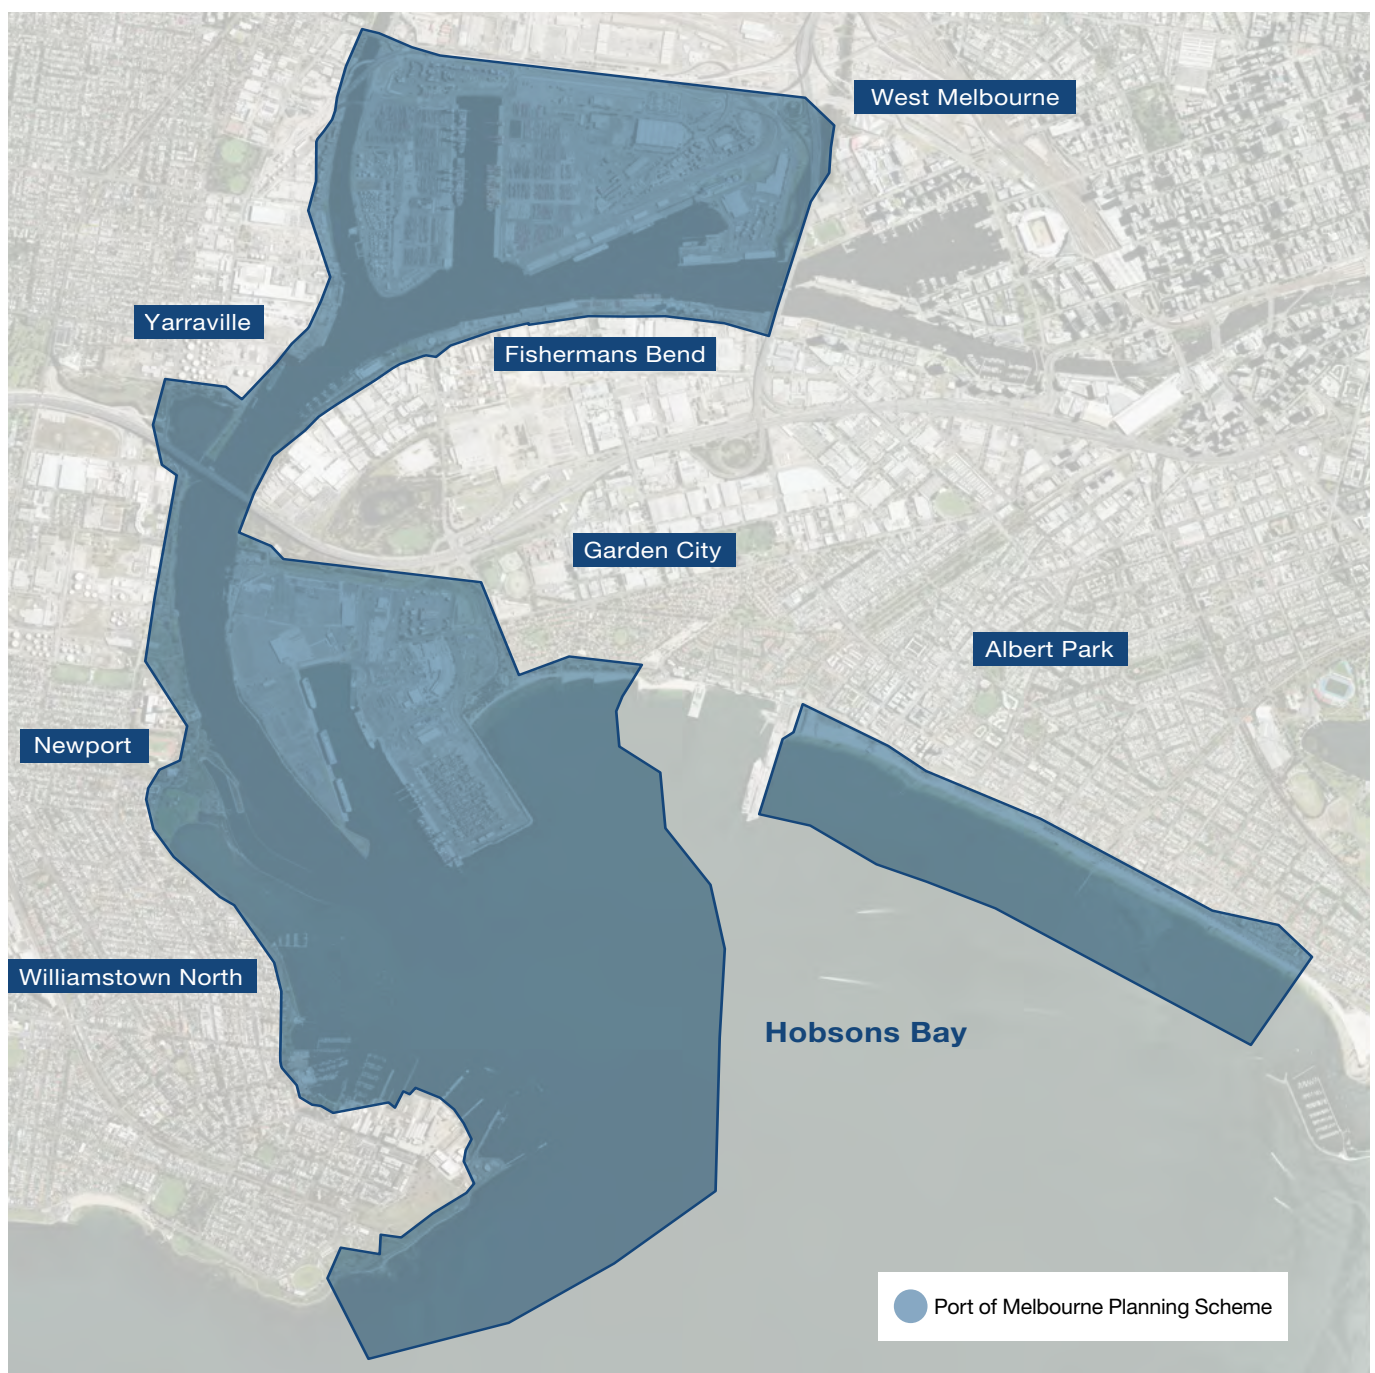 West Melbourne
Yarraville
Fishermans Bend
Garden City
Albert Park
Newport
Williamstown North
Hobsons Bay
Port of Melbourne Planning Scheme